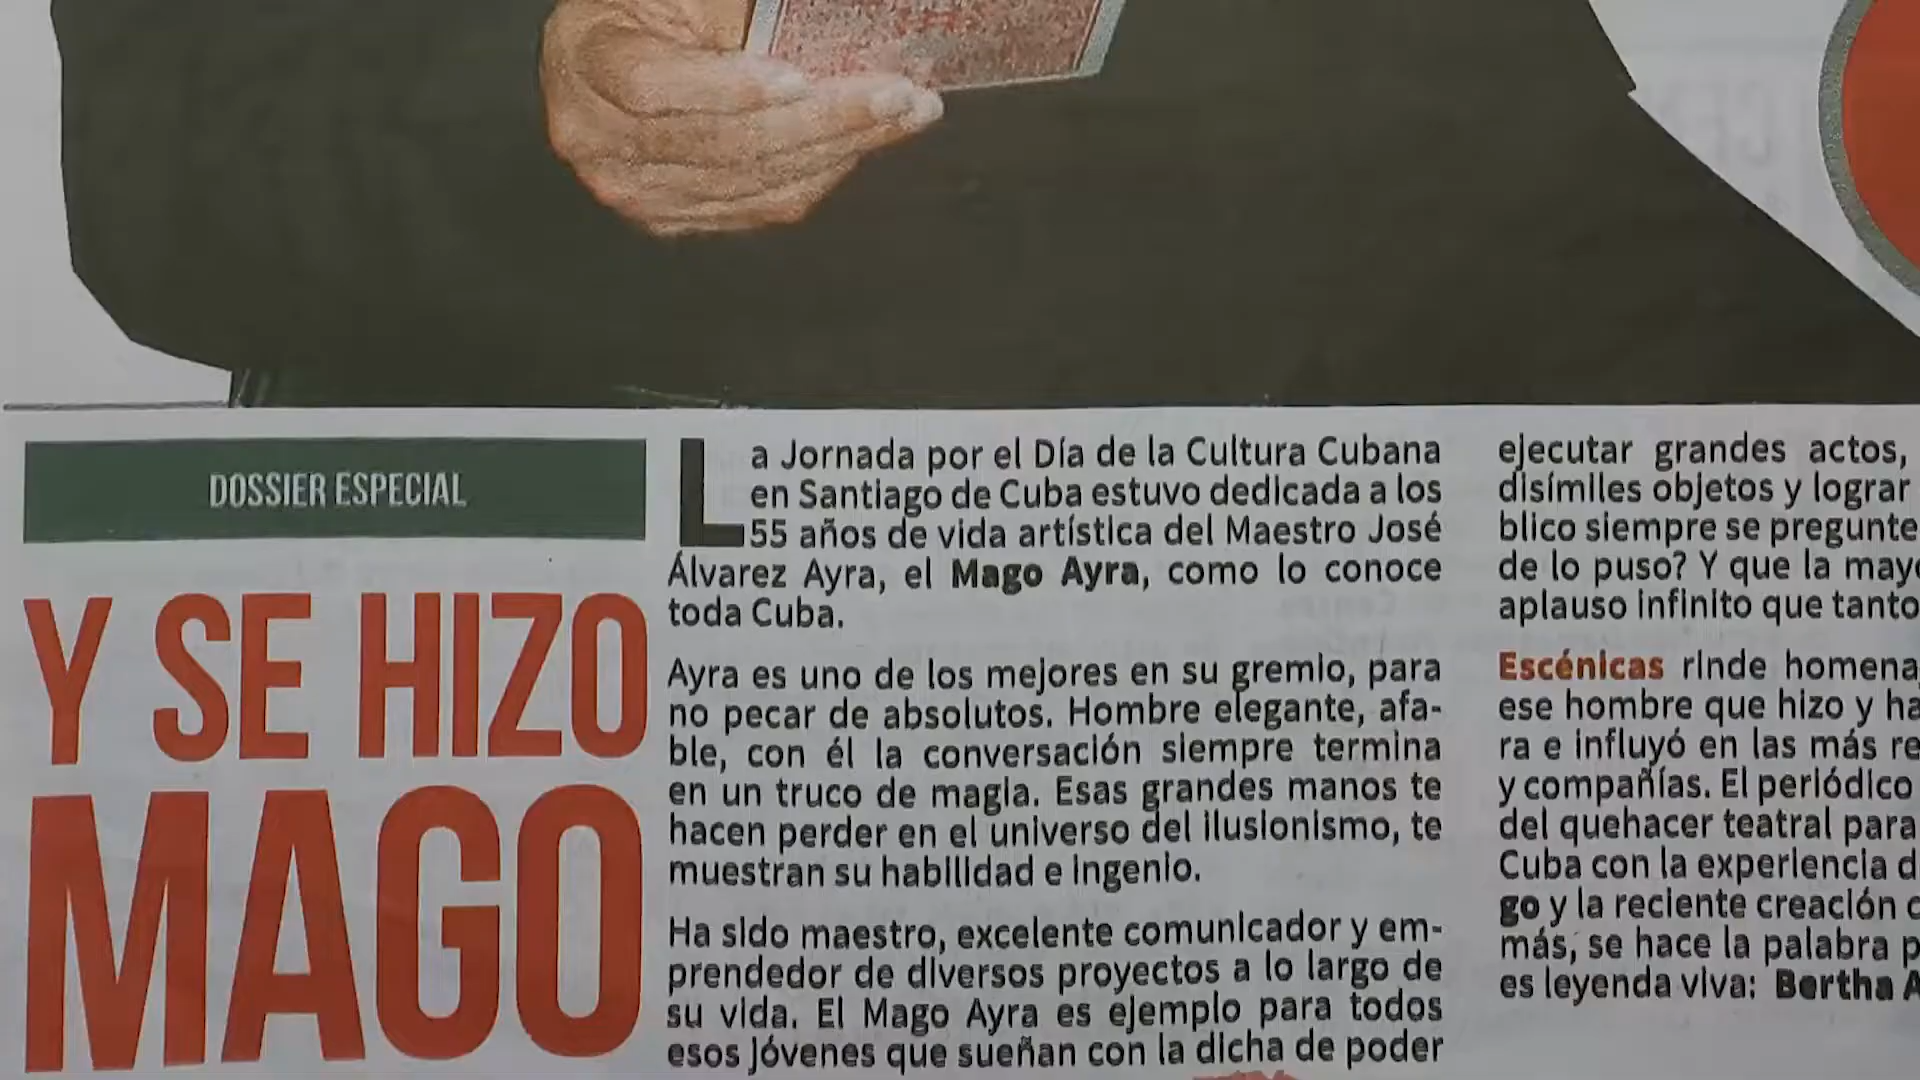 DOSSIER ESPECIAL
Y SE HIZO
MAGO
La Jornada por el Día de la Cultura Cubana
en Santiago de Cuba estuvo dedicada a los
55 años de vida artística del Maestro José
Álvarez Ayra, el Mago Ayra, como lo conoce
toda Cuba.
Ayra es uno de los mejores en su gremio, para
no pecar de absolutos. Hombre elegante, afa-
ble, con él la conversación siempre termina
en un truco de magia. Esas grandes manos te
hacen perder en el universo del ilusionismo, te
muestran su habilidad e ingenio.
Ha sido maestro, excelente comunicador y em-
prendedor de diversos proyectos a lo largo de
su vida. El Mago Ayra es ejemplo para todos
esos jóvenes que sueñan con la dicha de poder
ejecutar grandes actos,
disímiles objetos y lograr
blico siempre se pregunte
de lo puso? Y que la
aplauso infinito que tanto
Escénicas rinde
ese hombre que hizo y
ra e influyó en las más
y compañías. El periódico
del quehacer teatral para
Cuba con la experiencia
go y la reciente creación
más, se hace la palabra
es leyenda viva: Bertha